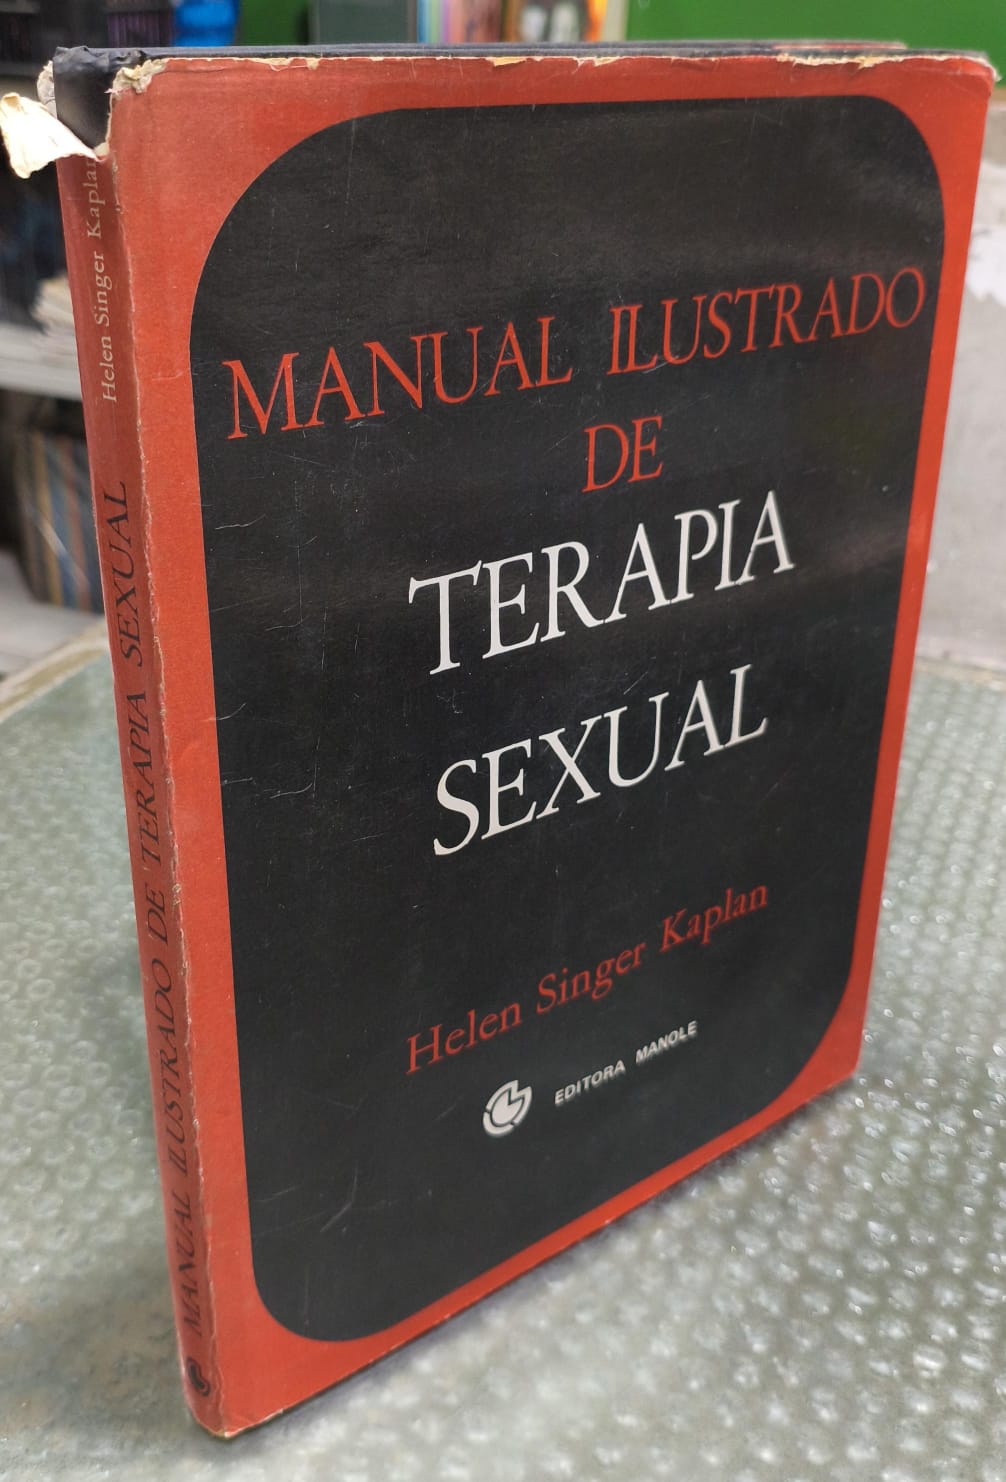 Helen Singer Kaplan
MANUAL ILUSTRADO DE TERAPIA SEXUAL
MANUAL ILUSTRADO
DE
TERAPIA
SEXUAL
Helen Singer Kaplan
EDITORA MANOLE